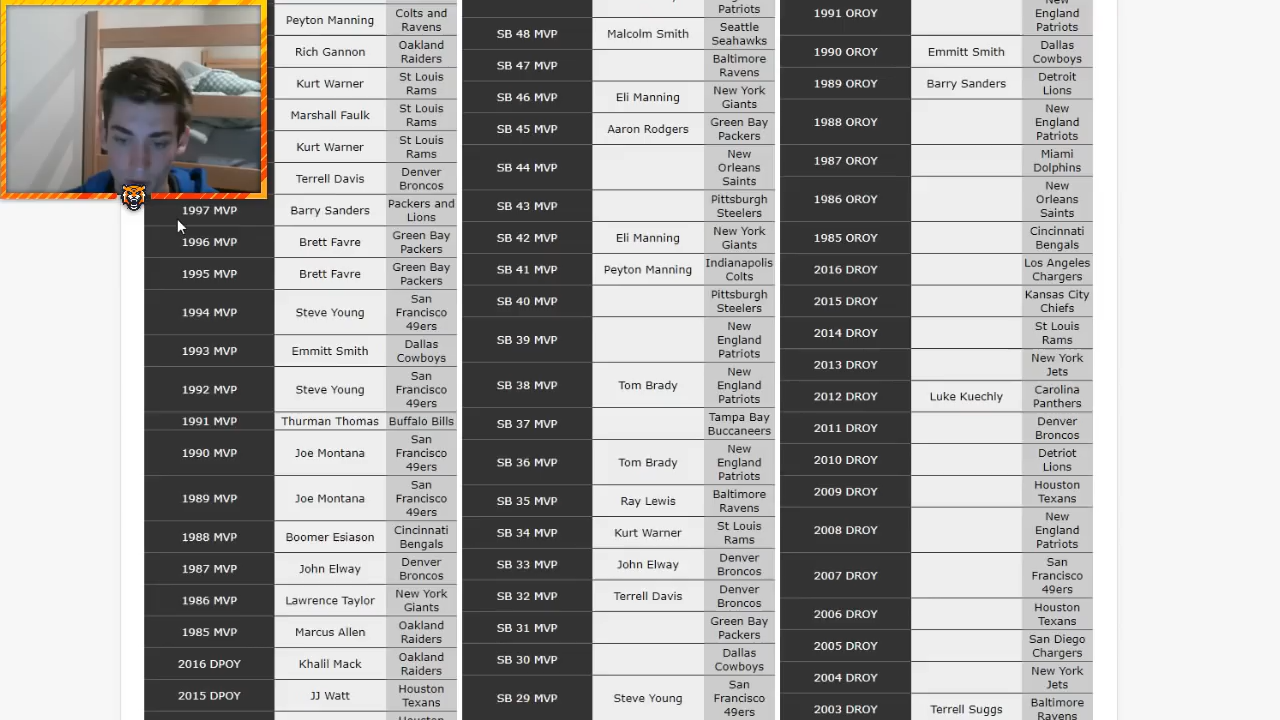 Peyton Manning
Colts and
Ravens
Rich Gannon
Oakland
Raiders
Kurt Warner
St Louis
Rams
Marshall Faulk
St Louis
Rams
Kurt Warner
St Louis
Rams
Terrell Davis
Denver
Broncos
1997 MVP
Barry Sanders
Packers and
Lions
1996 MVP
Brett Favre
Green Bay
Packers
1995 MVP
Brett Favre
Green Bay
Packers
1994 MVP
Steve Young
San
Francisco
49ers
1993 MVP
Emmitt Smith
Dallas
Cowboys
1992 MVP
Steve Young
San
Francisco
49ers
1991 MVP
Thurman Thomas
Buffalo Bills
1990 MVP
Joe Montana
San
Francisco
49ers
1989 MVP
Joe Montana
San
Francisco
49ers
1988 MVP
Boomer Esiason
Cincinnati
Bengals
1987 MVP
John Elway
Denver
Broncos
1986 MVP
Lawrence Taylor
New York
Giants
1985 MVP
Marcus Allen
Oakland
Raiders
2016 DPOY
Khalil Mack
Oakland
Raiders
2015 DPOY
JJ Watt
Houston
Texans
Patriots
SB 48 MVP
Malcolm Smith
Seattle
Seahawks
SB 47 MVP
Baltimore
Ravens
SB 46 MVP
Eli Manning
New York
Giants
SB 45 MVP
Aaron Rodgers
Green Bay
Packers
SB 44 MVP
New
Orleans
Saints
SB 43 MVP
Pittsburgh
Steelers
SB 42 MVP
Eli Manning
New York
Giants
SB 41 MVP
Peyton Manning
Indianapolis
Colts
SB 40 MVP
Pittsburgh
Steelers
SB 39 MVP
New
England
Patriots
SB 38 MVP
Tom Brady
New
England
Patriots
SB 37 MVP
Tampa Bay
Buccaneers
SB 36 MVP
Tom Brady
New
England
Patriots
SB 35 MVP
Ray Lewis
Baltimore
Ravens
SB 34 MVP
Kurt Warner
St Louis
Rams
SB 33 MVP
John Elway
Denver
Broncos
SB 32 MVP
Terrell Davis
Denver
Broncos
SB 31 MVP
Green Bay
Packers
SB 30 MVP
Dallas
Cowboys
SB 29 MVP
Steve Young
San
Francisco
49ers
1991 OROY
New
England
Patriots
1990 OROY
Emmitt Smith
Dallas
Cowboys
1989 OROY
Barry Sanders
Detroit
Lions
1988 OROY
New
England
Patriots
1987 OROY
Miami
Dolphins
1986 OROY
New
Orleans
Saints
1985 OROY
Cincinnati
Bengals
2016 DROY
Los Angeles
Chargers
2015 DROY
Kansas City
Chiefs
2014 DROY
St Louis
Rams
2013 DROY
New York
Jets
2012 DROY
Luke Kuechly
Carolina
Panthers
2011 DROY
Denver
Broncos
2010 DROY
Detriot
Lions
2009 DROY
Houston
Texans
2008 DROY
New
England
Patriots
2007 DROY
San
Francisco
49ers
2006 DROY
Houston
Texans
2005 DROY
San Diego
Chargers
2004 DROY
New York
Jets
2003 DROY
Terrell Suggs
Baltimore
Ravens